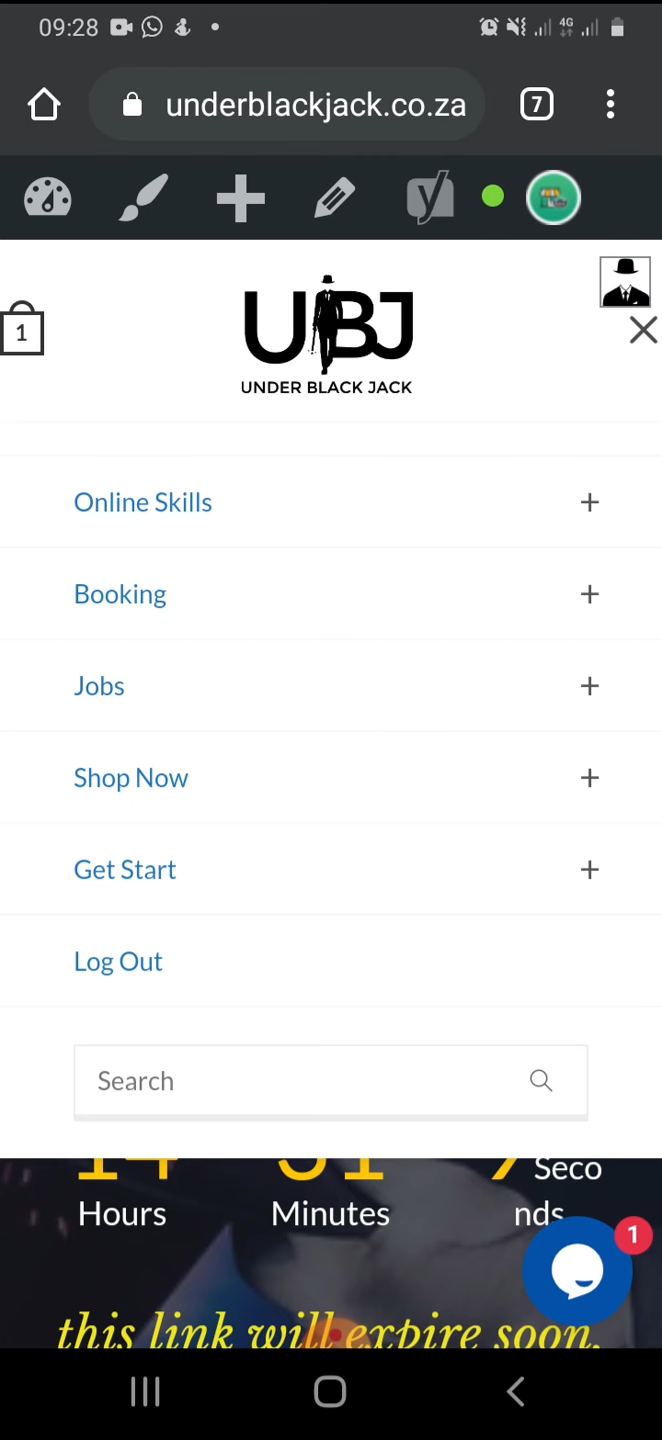 09:28
4G
underblackjack.co.za
7
1
UBJ
UNDER BLACK JACK
Online Skills
Booking
Jobs
Shop Now
Get Start
Log Out
Search
Seco
Hours Minutes nds
1
this link will expire soon.